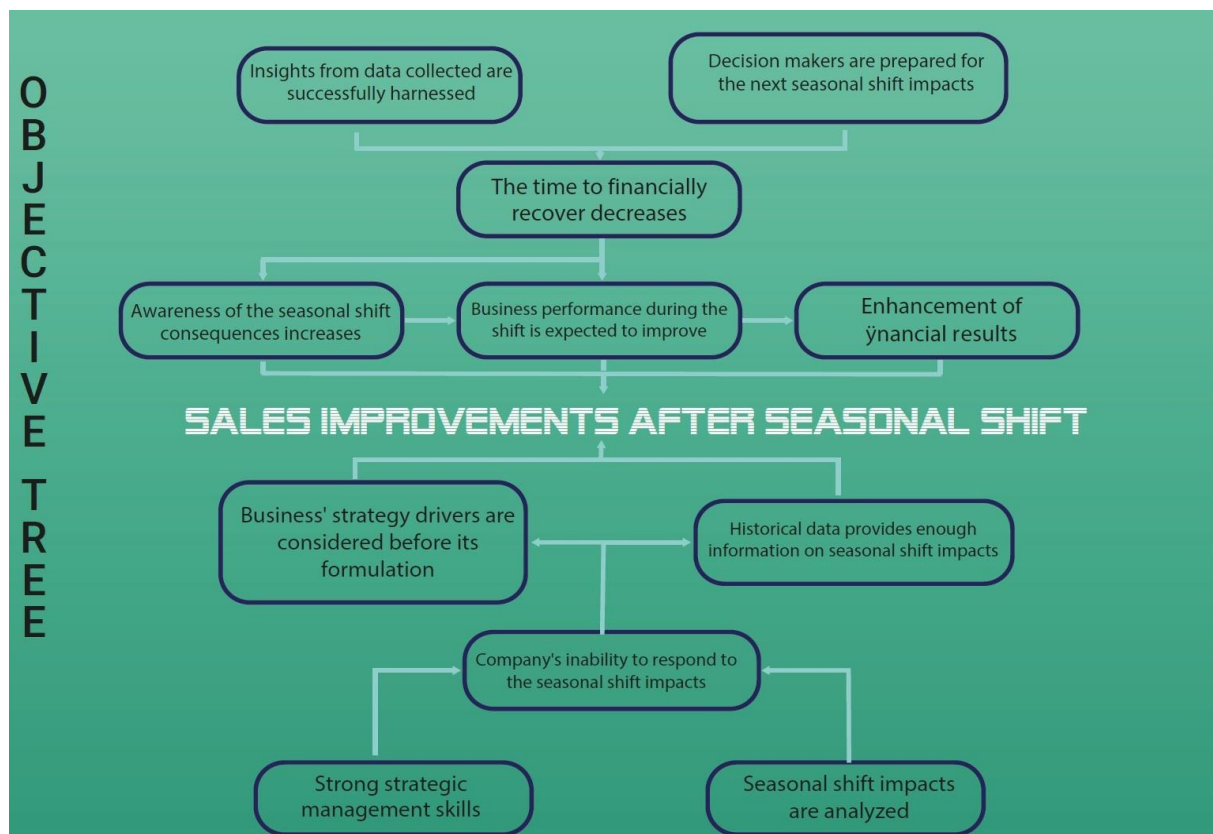 OBJECTIVE TREE
Insights from data collected are
successfully harnessed
Decision makers are prepared for
the next seasonal shift impacts
The time to financially
recover decreases
Awareness of the seasonal shift
consequences increases
Business performance during the
shift is expected to improve
Enhancement of
ÿnancial results
SALES IMPROVEMENTS AFTER SEASONAL SHIFT
Business' strategy drivers are
considered before its
formulation
Historical data provides enough
information on seasonal shift impacts
Company's inability to respond to
the seasonal shift impacts
Strong strategic
management skills
Seasonal shift impacts
are analyzed